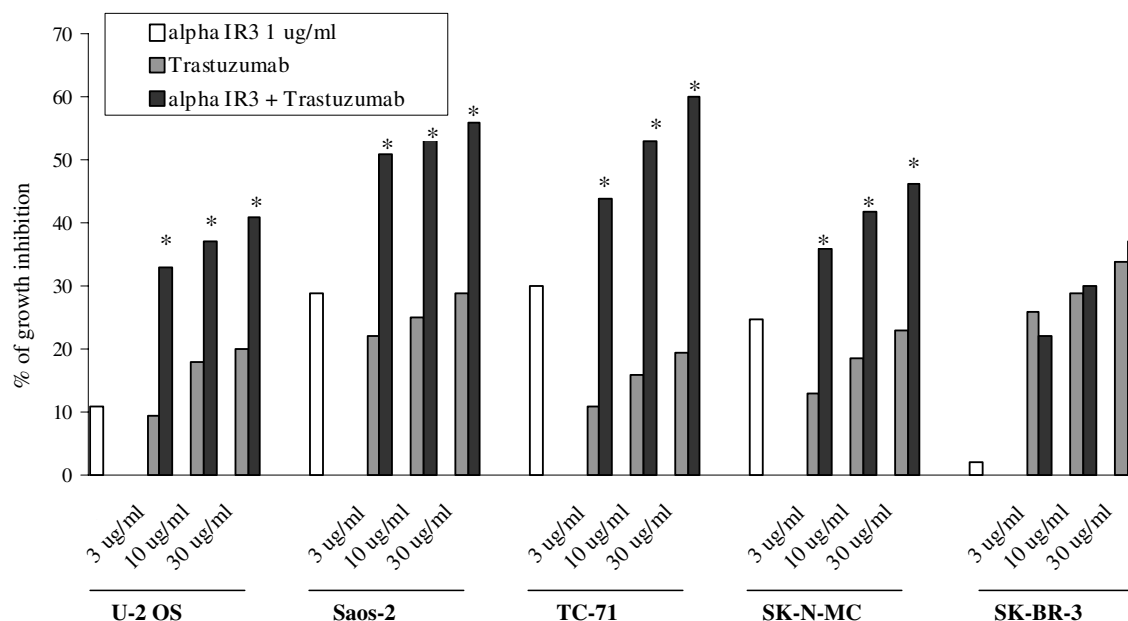 70
60
50
40
30
20
10
0
% of growth inhibition
alpha IR3 1 ug/ml
Trastuzumab
alpha IR3 + Trastuzumab
* * * * * * * * * * * *
3 ug/ml 10 ug/ml 30 ug/ml
3 ug/ml 10 ug/ml 30 ug/ml
3 ug/ml 10 ug/ml 30 ug/ml
3 ug/ml 10 ug/ml 30 ug/ml
3 ug/ml 10 ug/ml 30 ug/ml
U-2 OS Saos-2 TC-71 SK-N-MC SK-BR-3